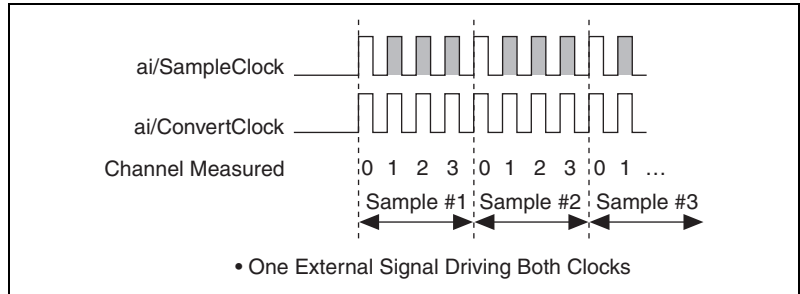 ai/SampleClock
ai/ConvertClock
Channel Measured 0 1 2 3 0 1 2 3 0 1 …
Sample #1 Sample #2 Sample #3
• One External Signal Driving Both Clocks